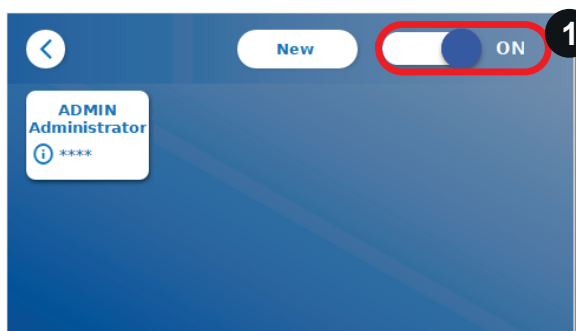 New
ON
1
ADMIN
Administrator
i ****